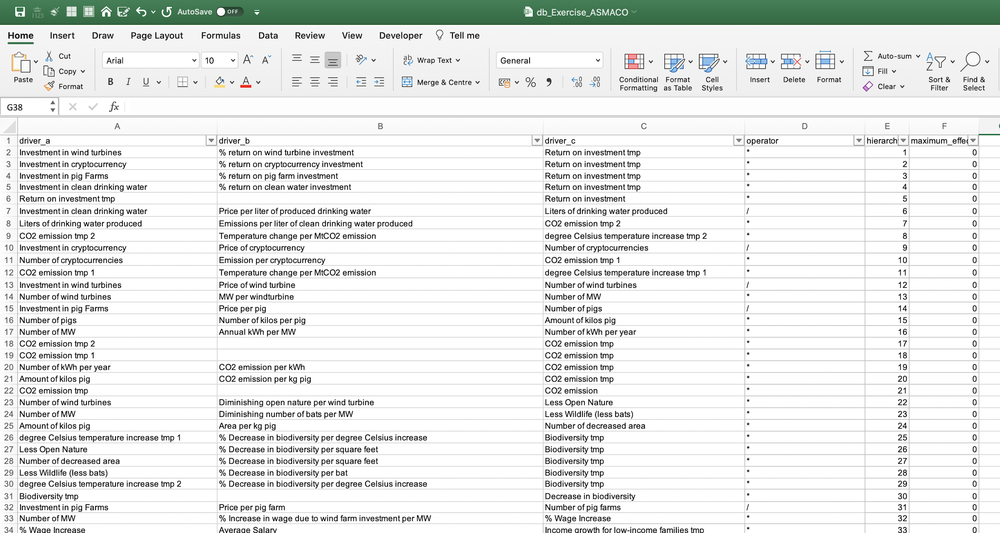 AutoSave OFF
db_Exercise_ASMACO
Home Insert Draw Page Layout Formulas Data Review View Developer Tell me
Paste
Cut
Copy
Format
Arial 10
B I U
Wrap Text
Merge & Centre
General
Conditional Formatting
Format as Table
Cell Styles
Insert
Delete
Format
Auto-sum
Fill
Clear
Sort & Filter
Find & Select
G38 fx
A B C D E F
1 driver_a driver_b driver_c operator hierarch maximum_effe
2 Investment in wind turbines % return on wind turbine investment Return on investment tmp * 1 0
3 Investment in cryptocurrency % return on cryptocurrency investment Return on investment tmp * 2 0
4 Investment in pig Farms % return on pig farm investment Return on investment tmp * 3 0
5 Investment in clean drinking water % return on clean water investment Return on investment tmp * 4 0
6 Return on investment tmp Return on investment * 5 0
7 Investment in clean drinking water Price per liter of produced drinking water Liters of drinking water produced / 6 0
8 Liters of drinking water produced Emissions per liter of clean drinking water produced CO2 emission tmp 2 * 7 0
9 CO2 emission tmp 2 Temperature change per MtCO2 emission degree Celsius temperature increase tmp 2 * 8 0
10 Investment in cryptocurrency Price of cryptocurrency Number of cryptocurrencies / 9 0
11 Number of cryptocurrencies Emission per cryptocurrency CO2 emission tmp 1 * 10 0
12 CO2 emission tmp 1 Temperature change per MtCO2 emission degree Celsius temperature increase tmp 1 * 11 0
13 Investment in wind turbines Price of wind turbine Number of wind turbines / 12 0
14 Number of wind turbines MW per windturbine Number of MW * 13 0
15 Investment in pig Farms Price per pig Number of pigs / 14 0
16 Number of pigs Number of kilos per pig Amount of kilos pig * 15 0
17 Number of MW Annual kWh per MW Number of kWh per year * 16 0
18 CO2 emission tmp 2 CO2 emission tmp * 17 0
19 CO2 emission tmp 1 CO2 emission tmp * 18 0
20 Number of kWh per year CO2 emission per kWh CO2 emission tmp * 19 0
21 Amount of kilos pig CO2 emission per kg pig CO2 emission tmp * 20 0
22 CO2 emission tmp CO2 emission * 21 0
23 Number of wind turbines Diminishing open nature per wind turbine Less Open Nature * 22 0
24 Number of MW Diminishing number of bats per MW Less Wildlife (less bats) * 23 0
25 Amount of kilos pig Area per kg pig Number of decreased area * 24 0
26 degree Celsius temperature increase tmp 1 % Decrease in biodiversity per degree Celsius increase Biodiversity tmp * 25 0
27 Less Open Nature % Decrease in biodiversity per square feet Biodiversity tmp * 26 0
28 Number of decreased area % Decrease in biodiversity per square feet Biodiversity tmp * 27 0
29 Less Wildlife (less bats) % Decrease in biodiversity per bat Biodiversity tmp * 28 0
30 degree Celsius temperature increase tmp 2 % Decrease in biodiversity per degree Celsius increase Biodiversity tmp * 29 0
31 Biodiversity tmp Decrease in biodiversity * 30 0
32 Investment in pig Farms Price per pig farm Number of pig farms / 31 0
33 Number of MW % Increase in wage due to wind farm investment per MW % Wage Increase * 32 0
34 % Wage Increase Average Salary Income growth for low-income families tmp * 33 0